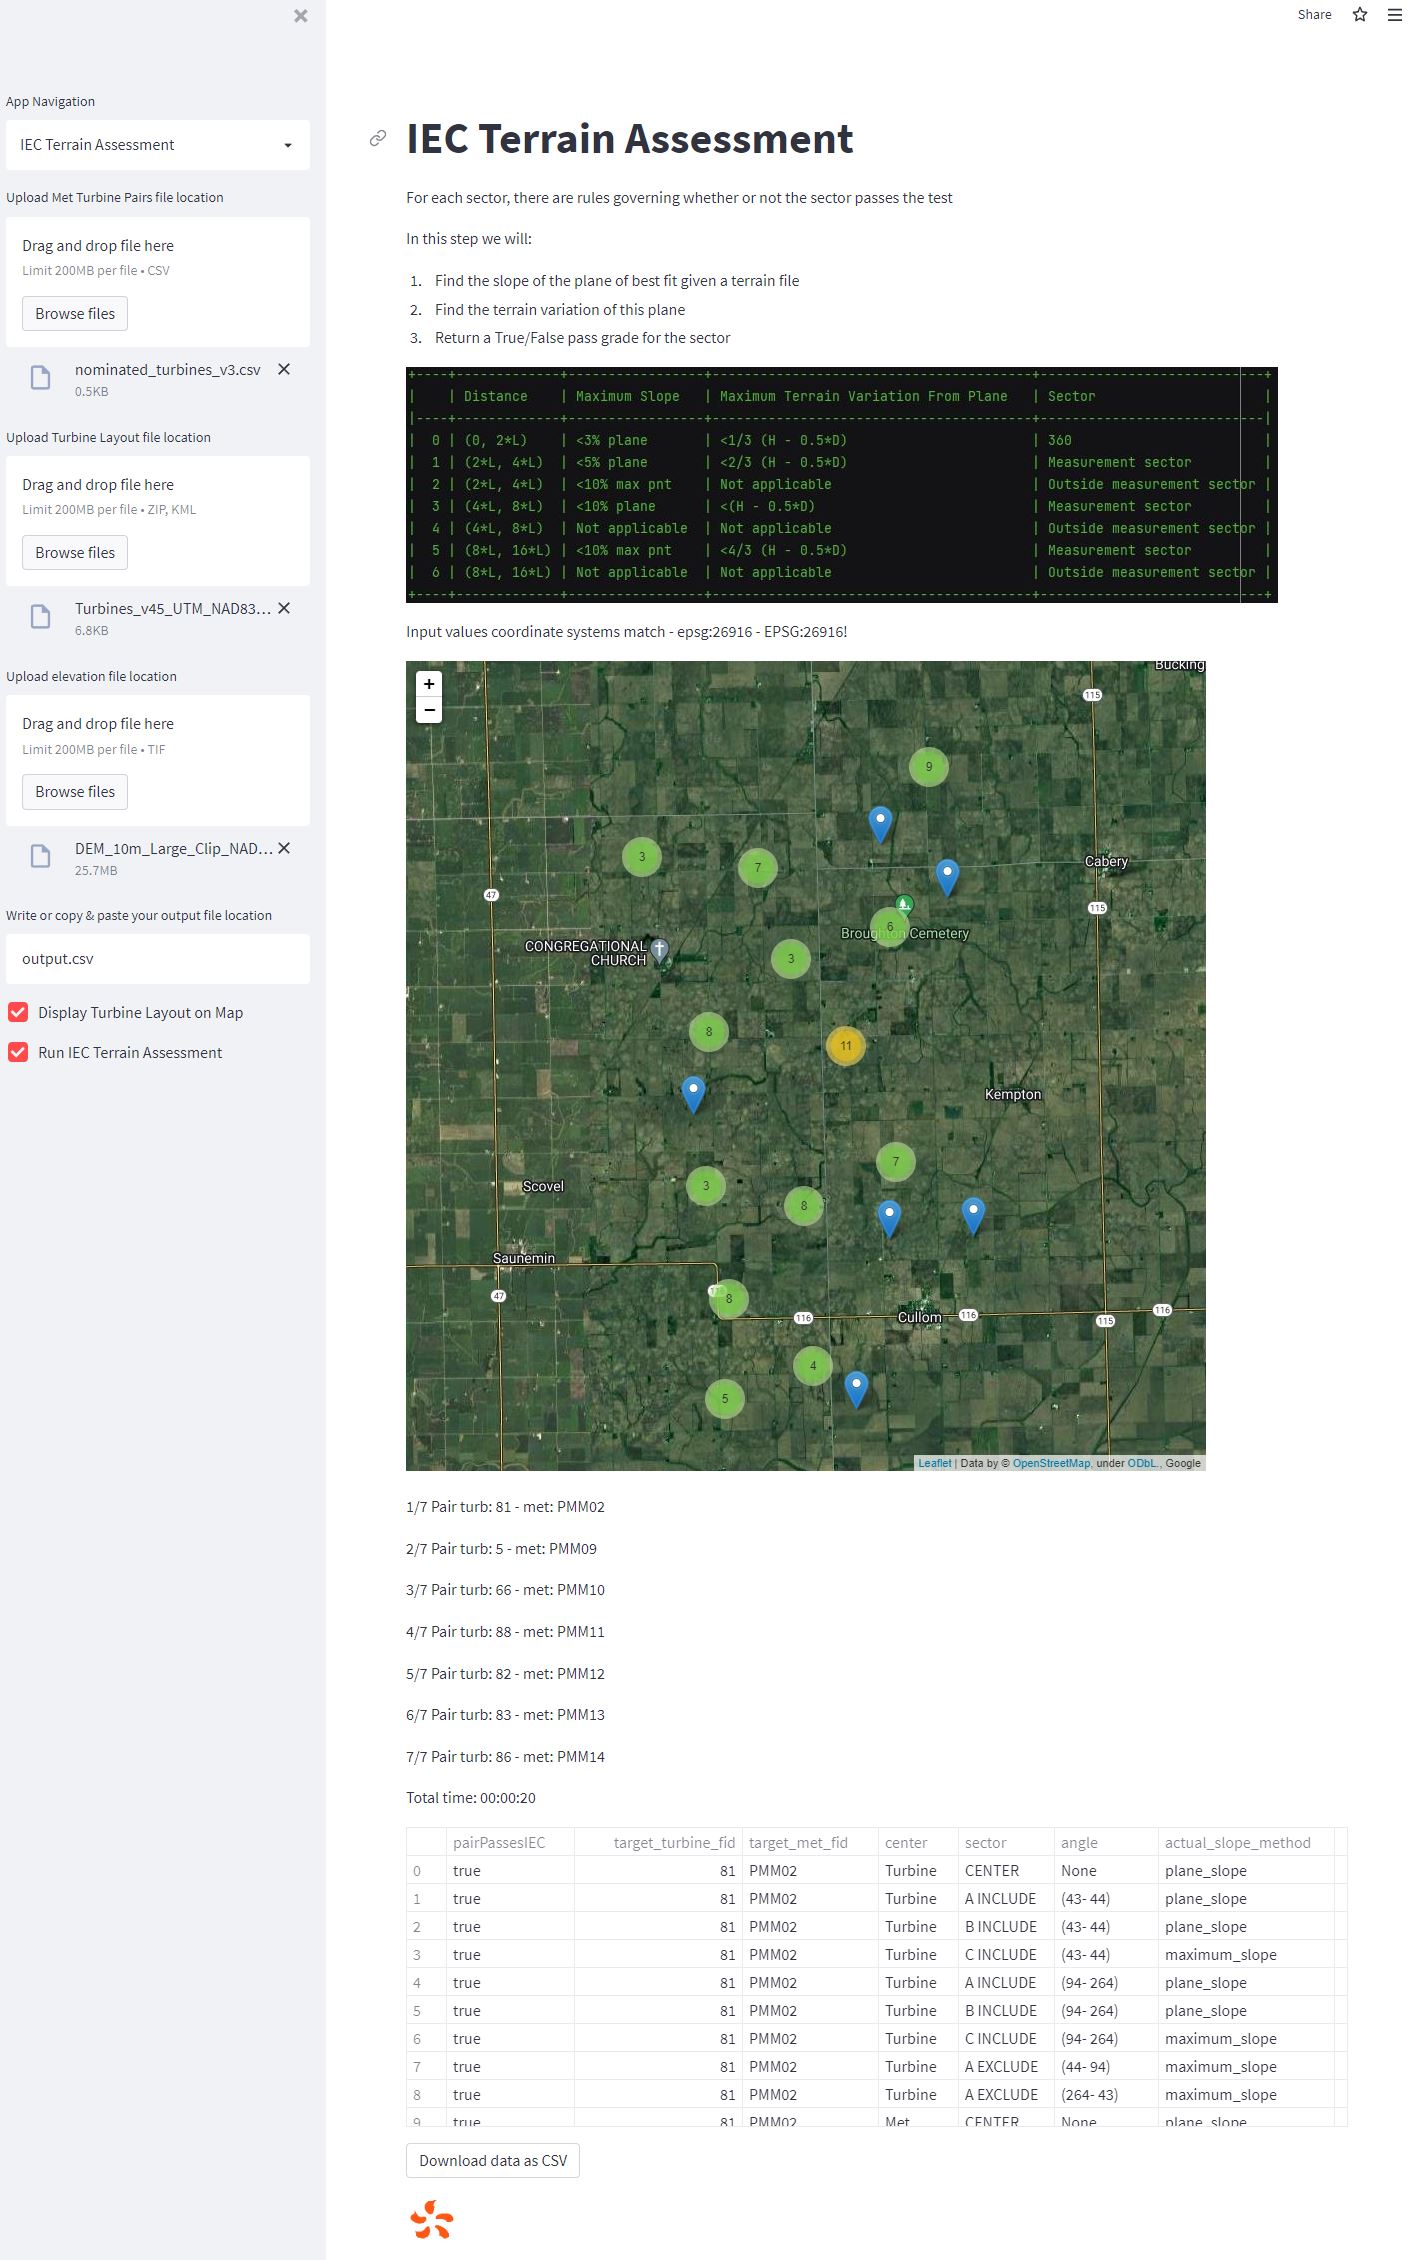 Share
App Navigation
IEC Terrain Assessment
Upload Met Turbine Pairs file location
Drag and drop file here
Limit 200MB per file • CSV
Browse files
nominated_turbines_v3.csv
0.5KB
Upload Turbine Layout file location
Drag and drop file here
Limit 200MB per file • ZIP, KML
Browse files
Turbines_v45_UTM_NAD83...
6.8KB
Upload elevation file location
Drag and drop file here
Limit 200MB per file • TIF
Browse files
DEM_10m_Large_Clip_NAD...
25.7MB
Write or copy & paste your output file location
output.csv
Display Turbine Layout on Map
Run IEC Terrain Assessment
IEC Terrain Assessment
For each sector, there are rules governing whether or not the sector passes the test
In this step we will:
1. Find the slope of the plane of best fit given a terrain file
2. Find the terrain variation of this plane
3. Return a True/False pass grade for the sector
+----+--------------+-----------------+---------------------------------------+---------------------------+
|    | Distance    | Maximum Slope   | Maximum Terrain Variation From Plane   | Sector                     |
|----+--------------+-----------------+---------------------------------------+---------------------------|
|  0 | (0, 2*L)    | <3% plane       | <1/3 (H - 0.5*D)                       | 360                        |
|  1 | (2*L, 4*L)  | <5% plane       | <2/3 (H - 0.5*D)                       | Measurement sector         |
|  2 | (2*L, 4*L)  | <10% max pnt    | Not applicable                         | Outside measurement sector |
|  3 | (4*L, 8*L)  | <10% plane      | <(H - 0.5*D)                           | Measurement sector         |
|  4 | (4*L, 8*L)  | Not applicable  | Not applicable                         | Outside measurement sector |
|  5 | (8*L, 16*L) | <10% max pnt    | <4/3 (H - 0.5*D)                       | Measurement sector         |
|  6 | (8*L, 16*L) | Not applicable  | Not applicable                         | Outside measurement sector |
+----+--------------+-----------------+---------------------------------------+---------------------------+
Input values coordinate systems match - epsg:26916 - EPSG:26916!
+
−
Bucking
115
9
3
7
Cabery
47
115
6
Broughton Cemetery
CONGREGATIONAL
CHURCH
3
8
11
Kempton
7
3
Scovel
8
Saunemin
47
8
116
Cullom
116
115
116
4
5
Leaflet | Data by © OpenStreetMap, under ODbL., Google
1/7 Pair turb: 81 - met: PMM02
2/7 Pair turb: 5 - met: PMM09
3/7 Pair turb: 66 - met: PMM10
4/7 Pair turb: 88 - met: PMM11
5/7 Pair turb: 82 - met: PMM12
6/7 Pair turb: 83 - met: PMM13
7/7 Pair turb: 86 - met: PMM14
Total time: 00:00:20
pairPassesIEC target_turbine_fid target_met_fid center sector angle actual_slope_method
0 true 81 PMM02 Turbine CENTER None plane_slope
1 true 81 PMM02 Turbine A INCLUDE (43- 44) plane_slope
2 true 81 PMM02 Turbine B INCLUDE (43- 44) plane_slope
3 true 81 PMM02 Turbine C INCLUDE (43- 44) maximum_slope
4 true 81 PMM02 Turbine A INCLUDE (94- 264) plane_slope
5 true 81 PMM02 Turbine B INCLUDE (94- 264) plane_slope
6 true 81 PMM02 Turbine C INCLUDE (94- 264) maximum_slope
7 true 81 PMM02 Turbine A EXCLUDE (44- 94) maximum_slope
8 true 81 PMM02 Turbine A EXCLUDE (264- 43) maximum_slope
9 true 81 PMM02 Met CENTER None plane_slope
Download data as CSV